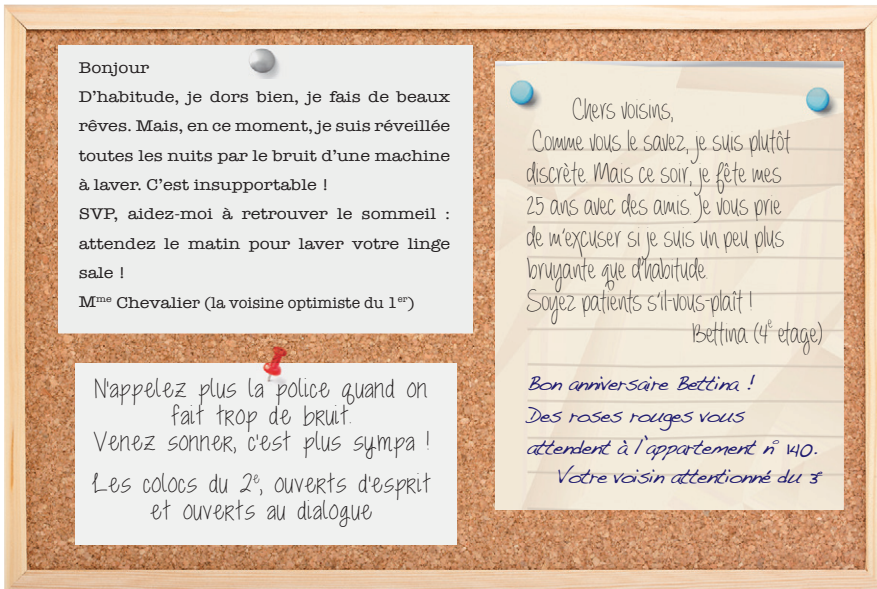 Bonjour
D'habitude, je dors bien, je fais de beaux
rêves. Mais, en ce moment, je suis réveillée
toutes les nuits par le bruit d'une machine
à laver. C'est insupportable !
SVP, aidez-moi à retrouver le sommeil :
attendez le matin pour laver votre linge
sale !
Mme Chevalier (la voisine optimiste du 1er)
N'appelez plus la police quand on
fait trop de bruit.
Venez sonner, c'est plus sympa !
Les colocs du 2e, ouverts d'esprit
et ouverts au dialogue
Chers voisins,
Comme vous le savez, je suis plutôt
discrète. Mais ce soir, je fête mes
25 ans avec des amis. Je vous prie
de m'excuser si je suis un peu plus
bruyante que d'habitude.
Soyez patients s'il-vous-plaît !
Bettina (4e etage)
Bon anniversaire Bettina !
Des roses rouges vous
attendent à l'appartement n° 140.
Votre voisin attentionné du 3e